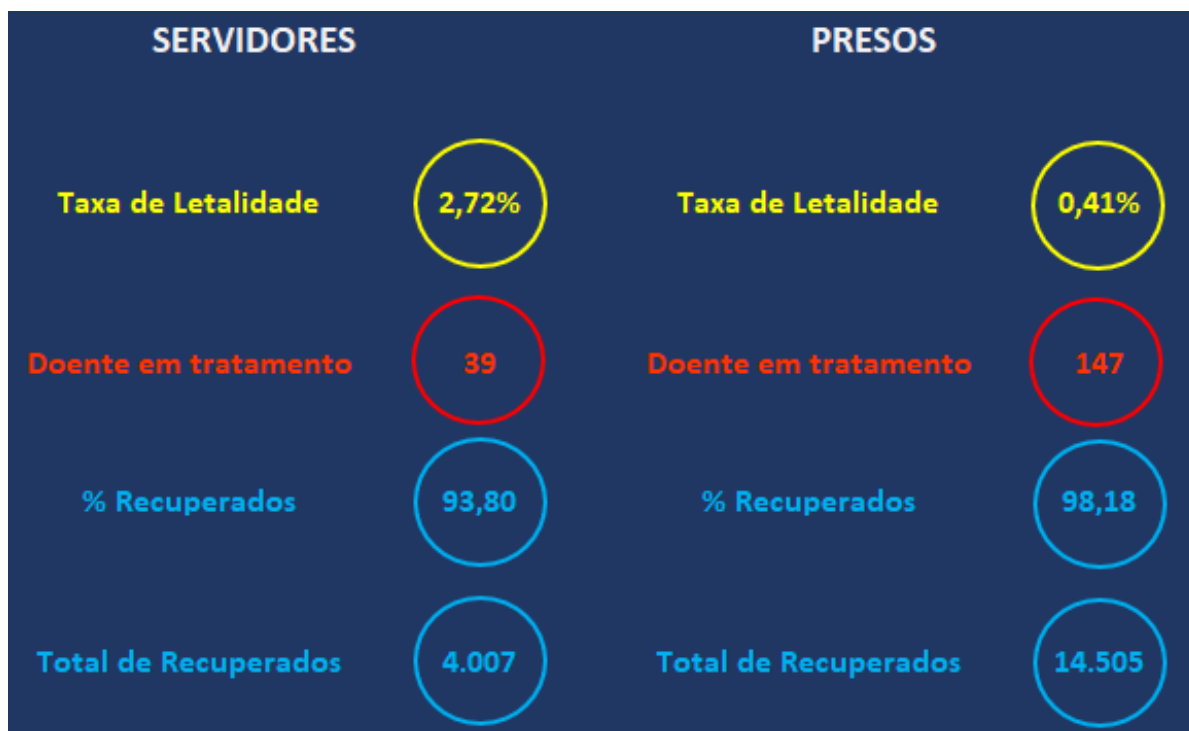 SERVIDORES
PRESOS
Taxa de Letalidade
2,72%
Taxa de Letalidade
0,41%
Doente em tratamento
39
Doente em tratamento
147
% Recuperados
93,80
% Recuperados
98,18
Total de Recuperados
4.007
Total de Recuperados
14.505